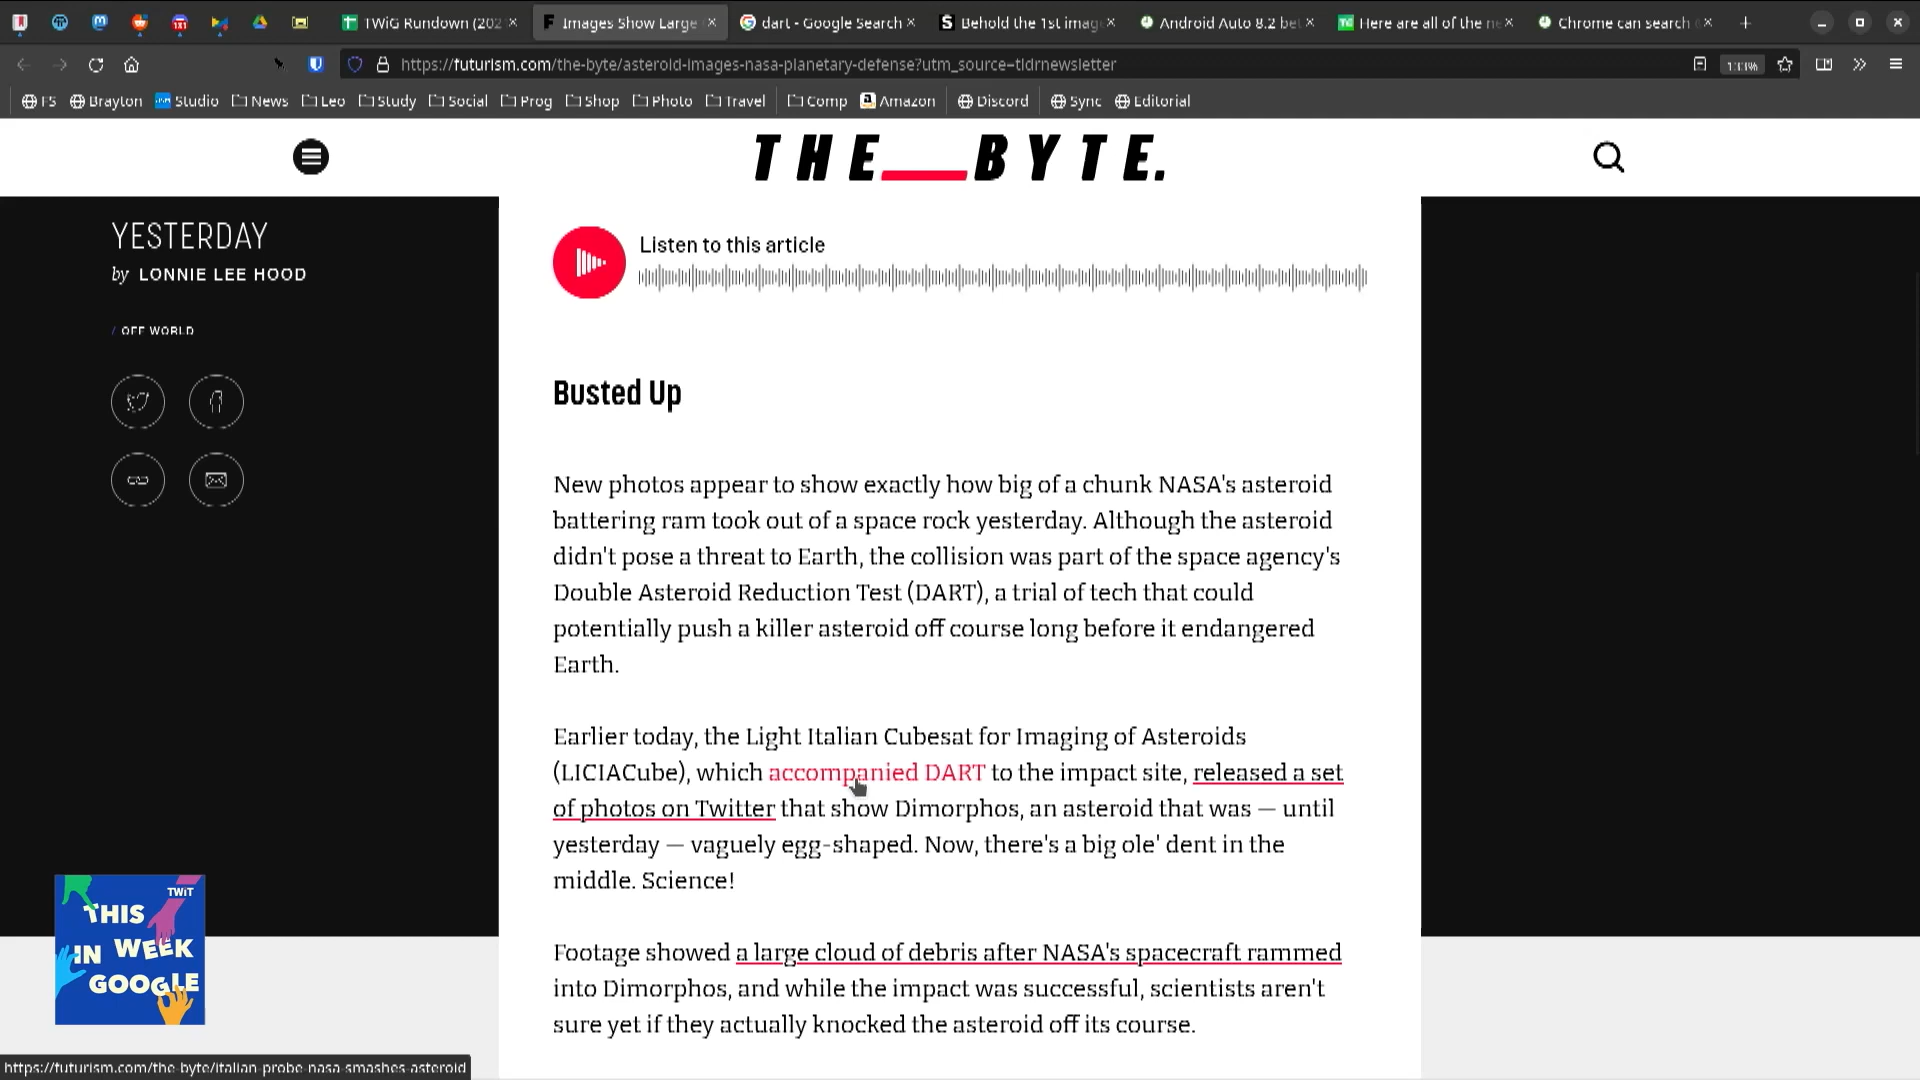 TWiG Rundown (202
Images Show Large
dart - Google Search
Behold the 1st imag
Android Auto 8.2 be
Here are all of the n
Chrome can search
https://futurism.com/the-byte/asteroid-images-nasa-planetary-defense?utm_source=tldrnewsletter
133%
FS
Brayton
Studio
News
Leo
Study
Social
Prog
Shop
Photo
Travel
Comp
Amazon
Discord
Sync
Editorial
THE__BYTE.
YESTERDAY
by LONNIE LEE HOOD
/ OFF WORLD
Listen to this article
Busted Up
New photos appear to show exactly how big of a chunk NASA's asteroid
battering ram took out of a space rock yesterday. Although the asteroid
didn't pose a threat to Earth, the collision was part of the space agency's
Double Asteroid Reduction Test (DART), a trial of tech that could
potentially push a killer asteroid off course long before it endangered
Earth.
Earlier today, the Light Italian Cubesat for Imaging of Asteroids
(LICIACube), which accompanied DART to the impact site, released a set
of photos on Twitter that show Dimorphos, an asteroid that was — until
yesterday — vaguely egg-shaped. Now, there's a big ole' dent in the
middle. Science!
Footage showed a large cloud of debris after NASA's spacecraft rammed
into Dimorphos, and while the impact was successful, scientists aren't
sure yet if they actually knocked the asteroid off its course.
TWiT
THIS
IN WEEK
GOOGLE
https://futurism.com/the-byte/italian-probe-nasa-smashes-asteroid